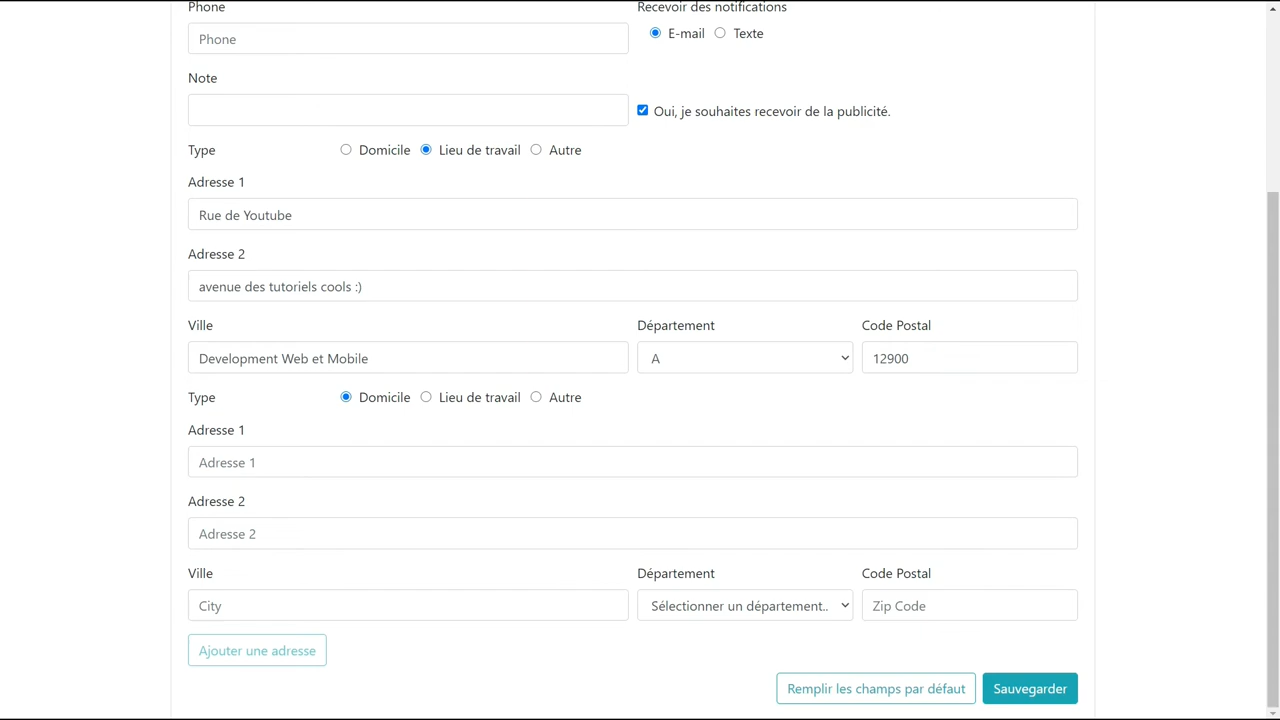 Phone
Recevoir des notifications
Phone
E-mail
Texte
Note
Oui, je souhaites recevoir de la publicité.
Type
Domicile
Lieu de travail
Autre
Adresse 1
Rue de Youtube
Adresse 2
avenue des tutoriels cools :)
Ville
Département
Code Postal
Development Web et Mobile
A
12900
Type
Domicile
Lieu de travail
Autre
Adresse 1
Adresse 1
Adresse 2
Adresse 2
Ville
Département
Code Postal
City
Sélectionner un département..
Zip Code
Ajouter une adresse
Remplir les champs par défaut
Sauvegarder